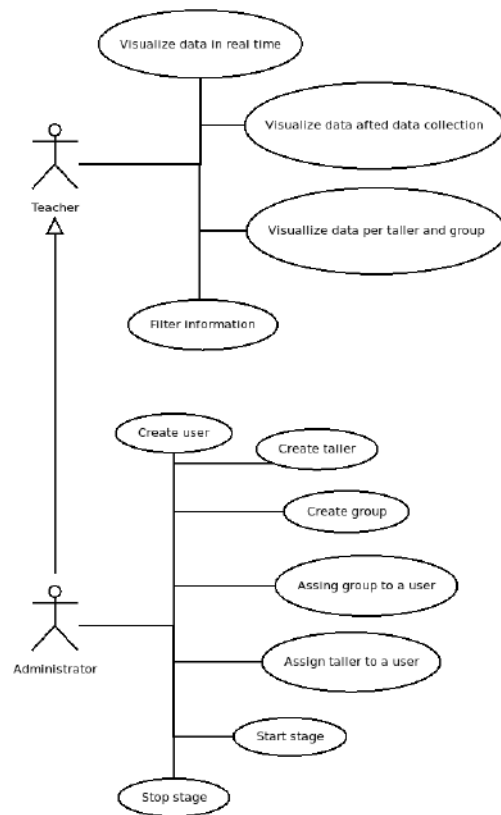 Visualize data in real time
Visualize data afted data collection
Teacher
Visuallize data per taller and group
Filter information
Create user
Create taller
Create group
Assing group to a user
Administrator
Assign taller to a user
Start stage
Stop stage